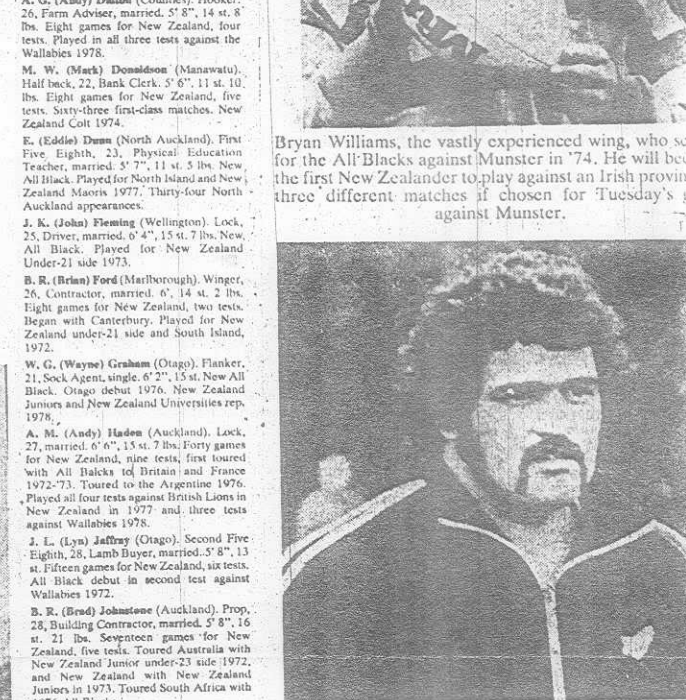 A. G. (Andy) Dalton (Counties). Hooker.
26, Farm Adviser, married. 5' 8", 14 st. 8
lbs. Eight games for New Zealand, four
tests. Played in all three tests against the
Wallabies 1978.
M. W. (Mark) Donaldson (Manawatu).
Half back, 22, Bank Clerk. 5' 6", 11 st. 10
lbs. Eight games for New Zealand, five
tests. Sixty-three first-class matches. New
Zealand Colt 1974.
E. (Eddie) Dunn (North Auckland). First
Five Eighth, 23, Physical Education
Teacher, married: 5' 7", 11 st. 5 lbs. New
All Black. Played for North Island and New
Zealand Maoris 1977. Thirty-four North
Auckland appearances.
J. K. (John) Fleming (Wellington). Lock,
25, Driver, married. 6' 4", 15 st. 7 lbs. New
All Black. Played for New Zealand
Under-21 side 1973.
B. R. (Brian) Ford (Marlborough). Winger,
26, Contractor, married. 6', 14 st. 2 lbs.
Eight games for New Zealand, two tests.
Began with Canterbury. Played for New
Zealand under-21 side and South Island,
1972.
W. G. (Wayne) Graham (Otago). Flanker,
21, Sock Agent, single. 6' 2", 15 st. New All
Black. Otago debut 1976. New Zealand
Juniors and New Zealand Universities rep.
1978.
A. M. (Andy) Haden (Auckland). Lock,
27, married. 6' 6", 15 st. 7 lbs. Forty games
for New Zealand, nine tests, first toured
with All Balcks to Britain and France
1972-'73. Toured to the Argentine 1976.
Played all four tests against British Lions in
New Zealand in 1977 and three tests
against Wallabies 1978.
J. L. (Lyn) Jaffray (Otago). Second Five
Eighth, 28, Lamb Buyer, married. 5' 8", 13
st. Fifteen games for New Zealand, six tests.
All Black debut in second test against
Wallabies 1972.
B. R. (Brad) Johnstone (Auckland). Prop,
28, Building Contractor, married. 5' 8", 16
st. 21 lbs. Seventeen games for New
Zealand, five tests. Toured Australia with
New Zealand Junior under-23 side 1972,
and New Zealand with New Zealand
Juniors in 1973. Toured South Africa with
Bryan Williams, the vastly experienced wing, who sc
for the All Blacks against Munster in '74. He will bec
the first New Zealander to play against an Irish provin
three different matches if chosen for Tuesday's g
against Munster.